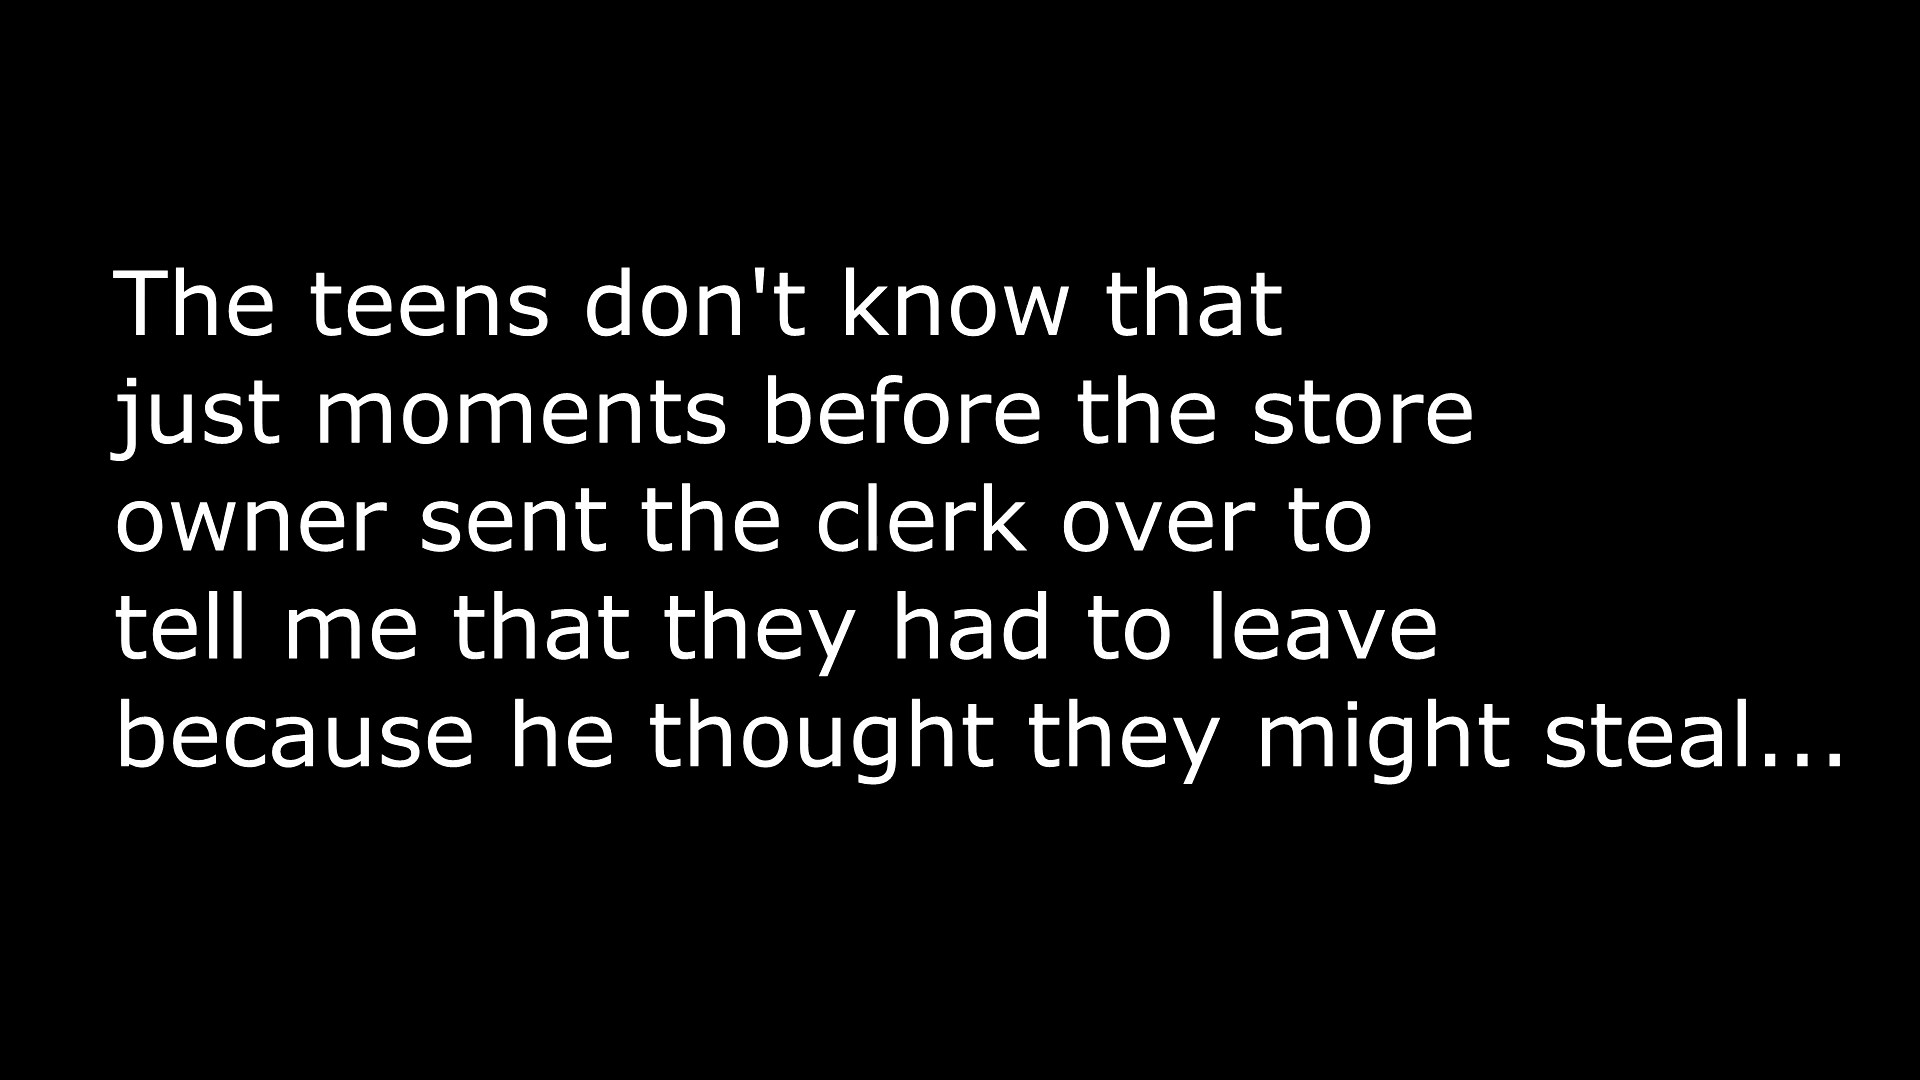 The teens don't know that
just moments before the store
owner sent the clerk over to
tell me that they had to leave
because he thought they might steal...